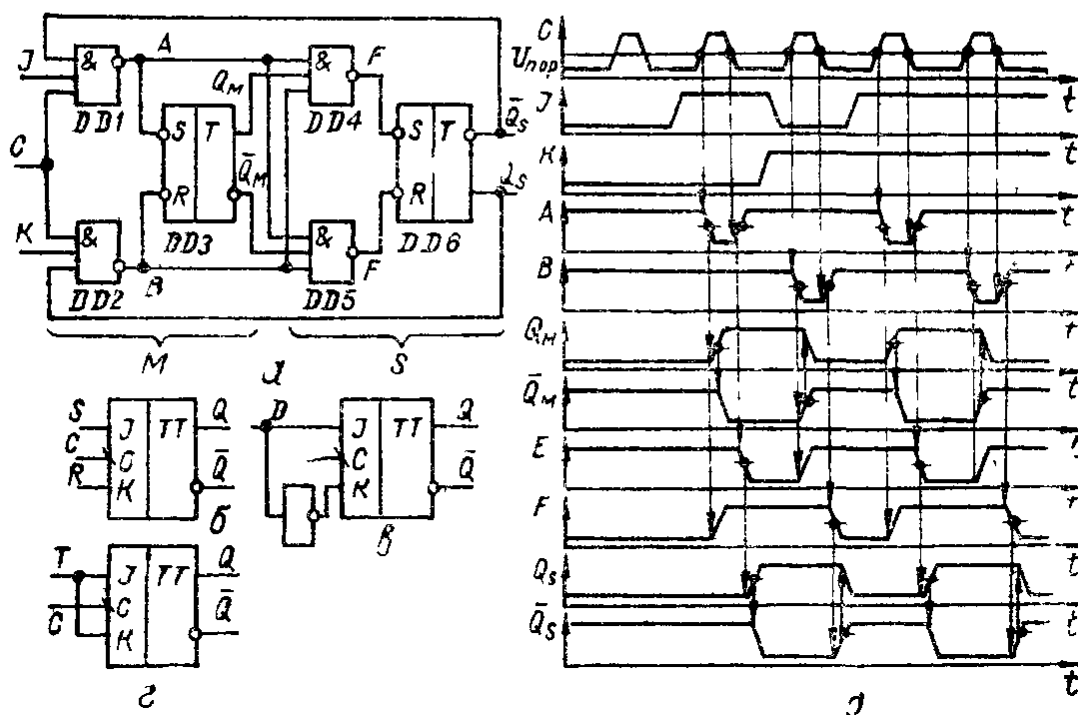 J
C
K
&
DD1
&
DD2
A
B
S T
R
DD3
Q_M
Q̄_M
&
DD4
&
DD5
F
F
S T
R
DD6
Q̄_S
Q_S
M
S
а
S
C
R
J TT
C
K
Q
Q̄
б
D
J TT
C
K
Q
Q̄
в
T
C
J TT
C
K
Q
Q̄
г
C
U_пор
t
J
t
K
t
A
t
B
t
Q_M
t
Q̄_M
t
E
t
F
t
Q_S
t
Q̄_S
t
д